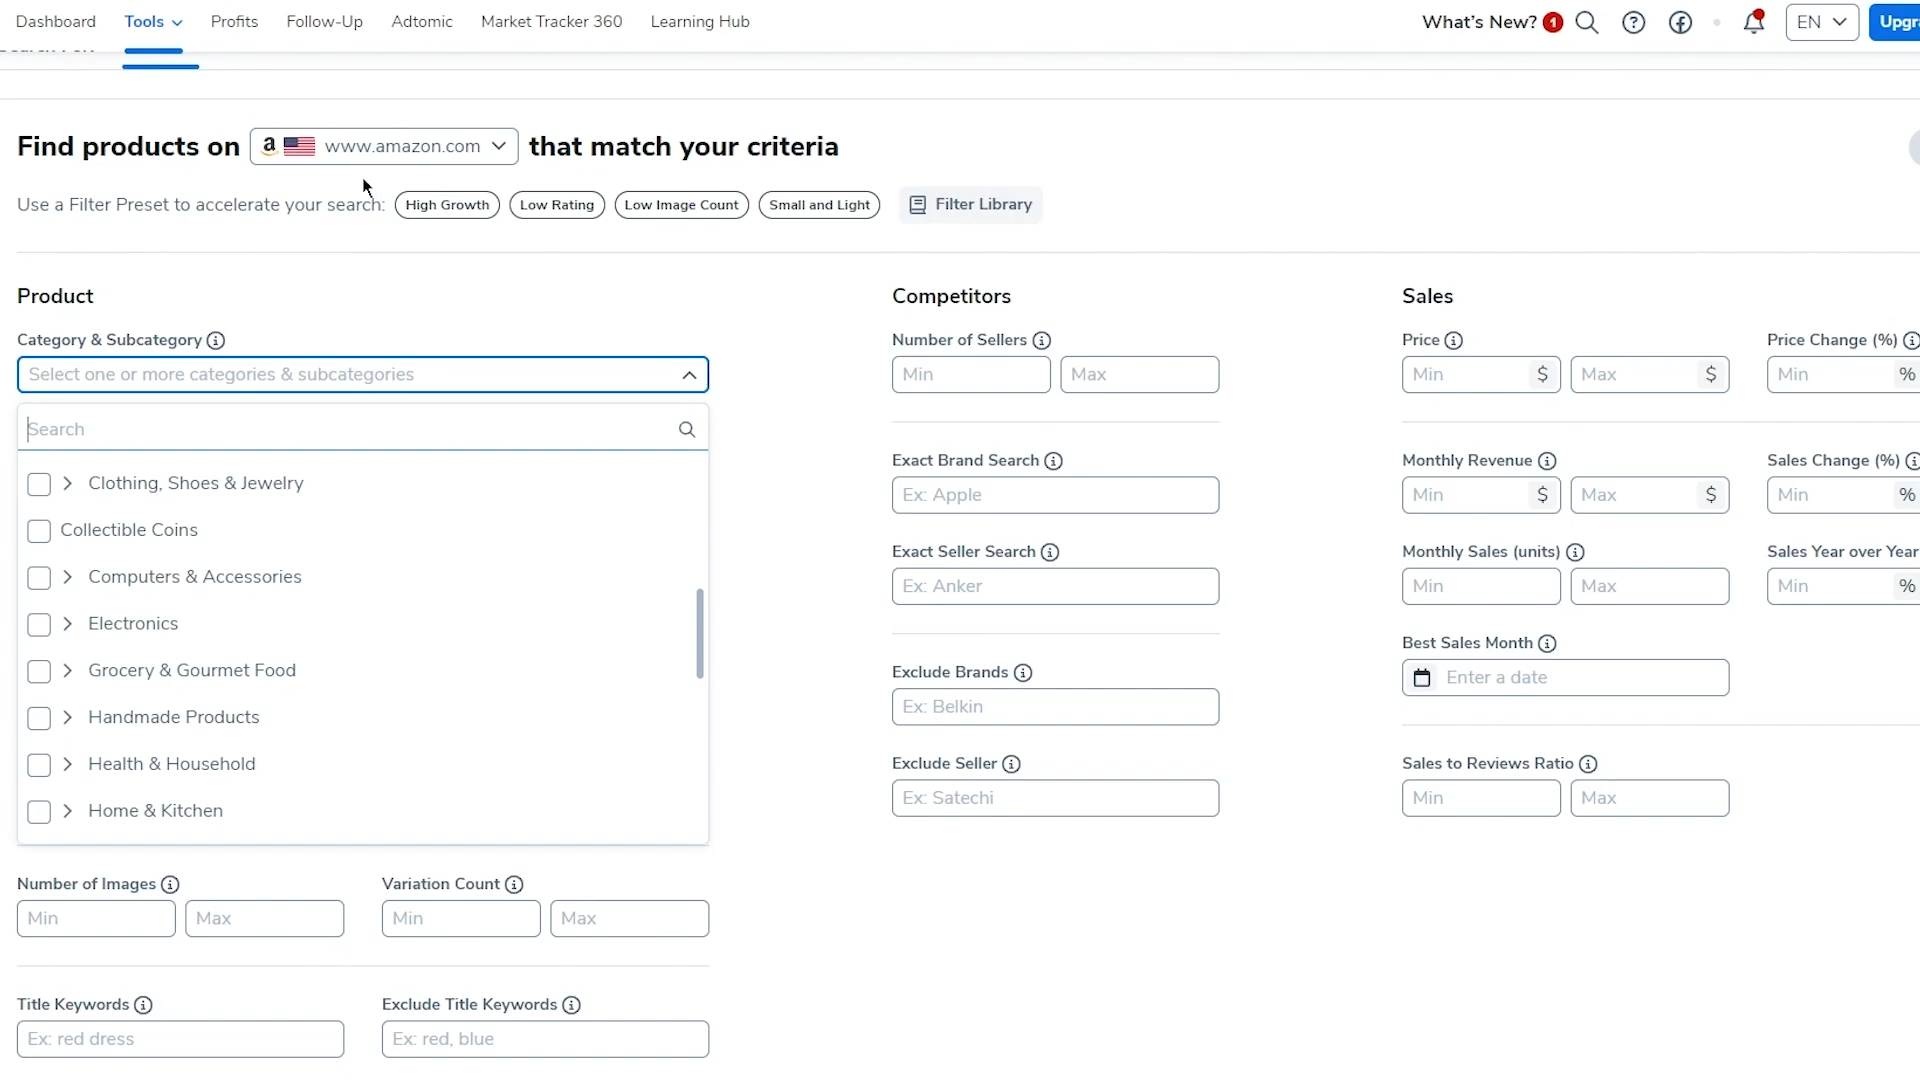 Dashboard Tools Profits Follow-Up Adtomic Market Tracker 360 Learning Hub What's New? 1 EN Upgr
Find products on a www.amazon.com that match your criteria
Use a Filter Preset to accelerate your search: High Growth Low Rating Low Image Count Small and Light Filter Library
Product Competitors Sales
Category & Subcategory Number of Sellers Price Price Change (%)
Select one or more categories & subcategories Min Max Min $ Max $ Min %
Search
Exact Brand Search Monthly Revenue Sales Change (%)
Clothing, Shoes & Jewelry Ex: Apple Min $ Max $ Min %
Collectible Coins
Exact Seller Search Monthly Sales (units) Sales Year over Year
Computers & Accessories Ex: Anker Min Max Min %
Electronics
Best Sales Month
Grocery & Gourmet Food Exclude Brands Enter a date
Handmade Products Ex: Belkin
Health & Household Exclude Seller Sales to Reviews Ratio
Home & Kitchen Ex: Satechi Min Max
Number of Images Variation Count
Min Max Min Max
Title Keywords Exclude Title Keywords
Ex: red dress Ex: red, blue